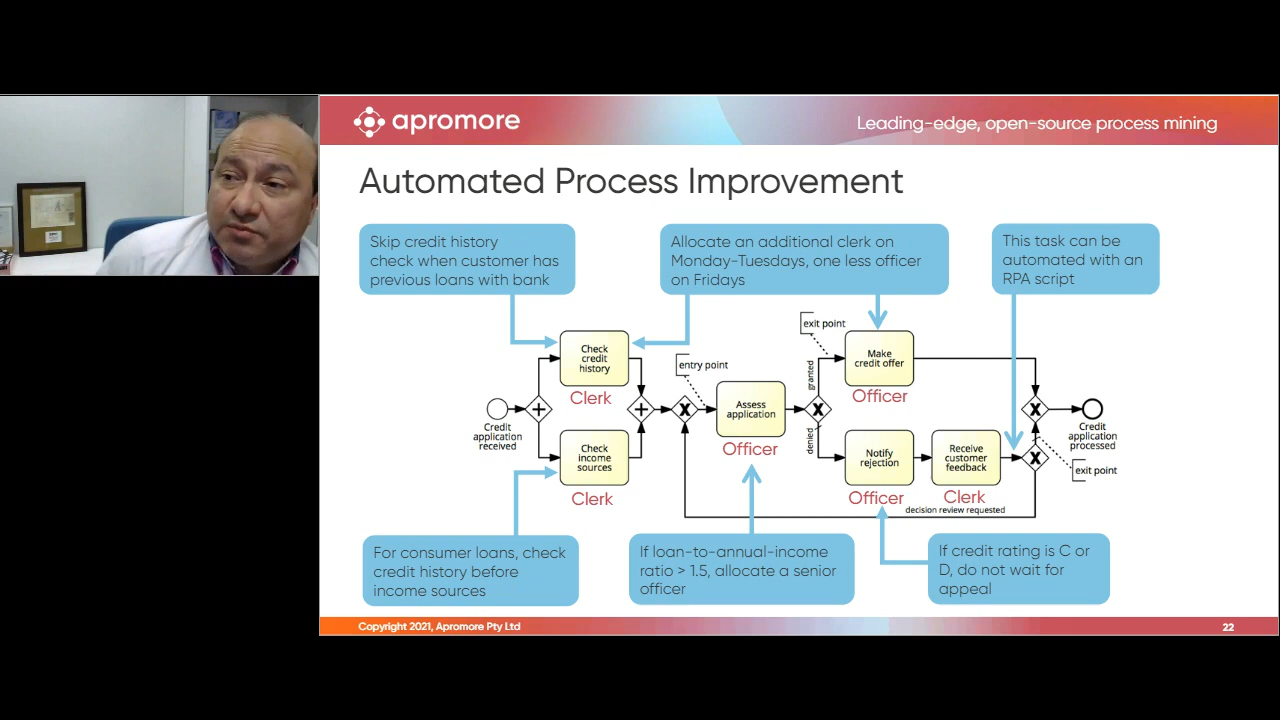 apromore
Leading-edge, open-source process mining
Automated Process Improvement
Skip credit history
check when customer has
previous loans with bank
Allocate an additional clerk on
Monday-Tuesdays, one less officer
on Fridays
This task can be
automated with an
RPA script
exit point
Check
credit
history
Clerk
entry point
Make
credit offer
Officer
granted
Credit
application
received
Assess
application
Officer
denied
Credit
application
processed
Check
income
sources
Clerk
Notify
rejection
Officer
Receive
customer
feedback
Clerk
exit point
decision review requested
For consumer loans, check
credit history before
income sources
If loan-to-annual-income
ratio > 1.5, allocate a senior
officer
If credit rating is C or
D, do not wait for
appeal
Copyright 2021, Apromore Pty Ltd
22